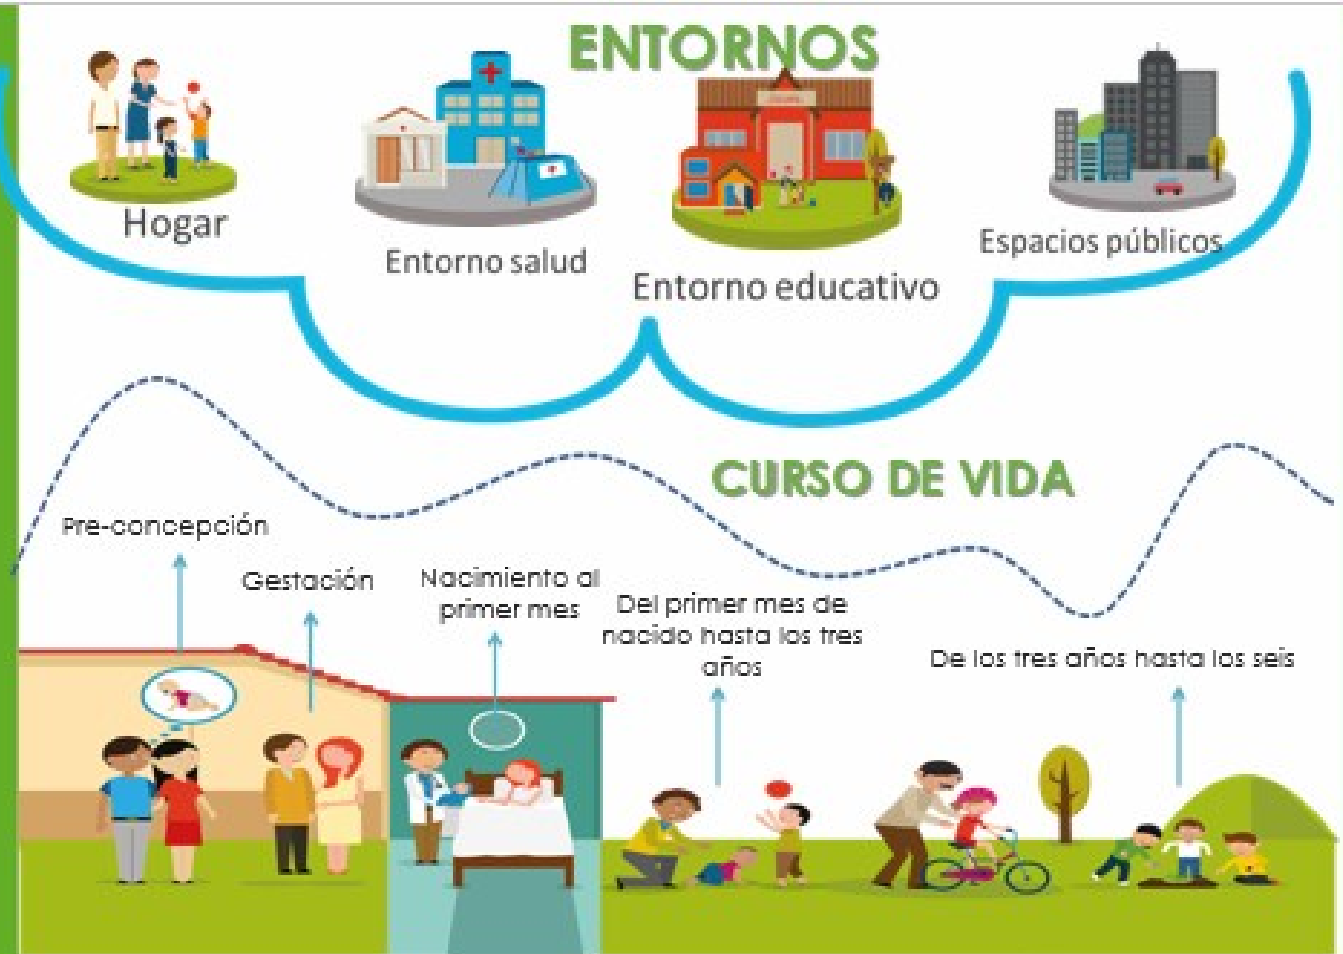 ENTORNOS
Hogar
Entorno salud
Entorno educativo
Espacios públicos
CURSO DE VIDA
Pre-concepción
Gestación
Nacimiento al
primer mes
Del primer mes de
nacido hasta los tres
años
De los tres años hasta los seis